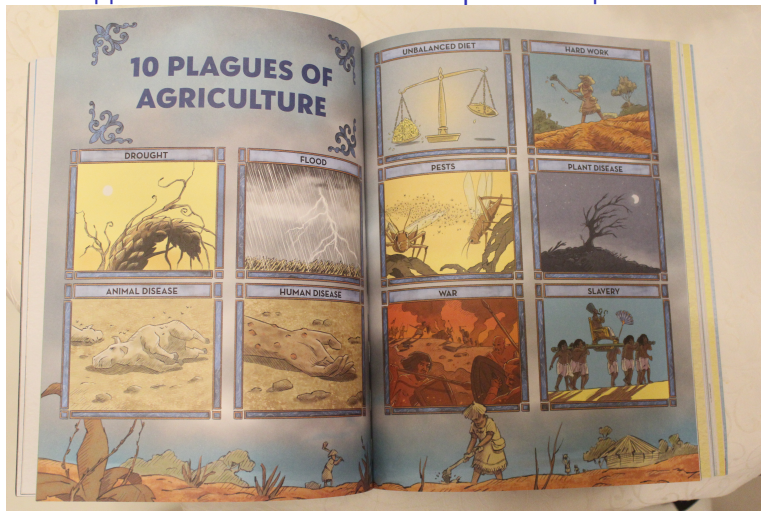 10 PLAGUES OF
AGRICULTURE
DROUGHT
FLOOD
ANIMAL DISEASE
HUMAN DISEASE
UNBALANCED DIET
HARD WORK
PESTS
PLANT DISEASE
WAR
SLAVERY